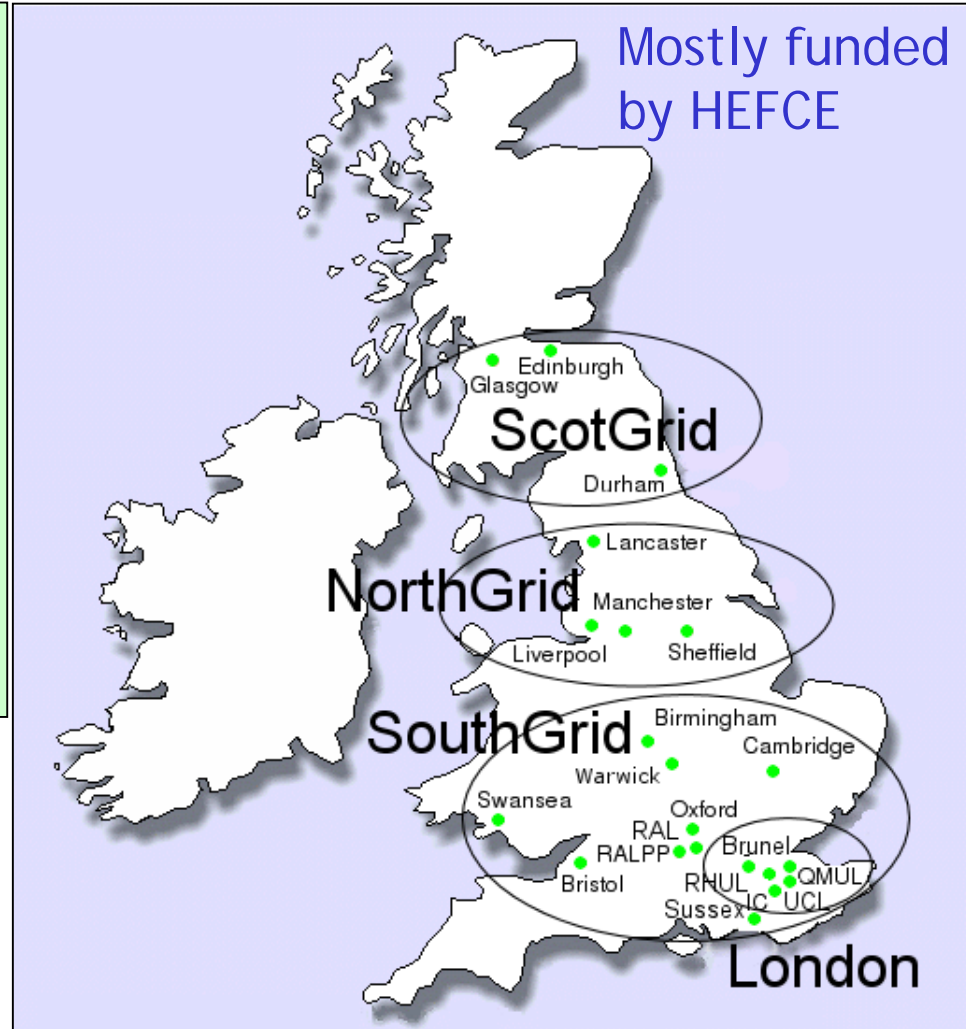 Mostly funded
by HEFCE
Edinburgh
Glasgow
ScotGrid
Durham
Lancaster
NorthGrid
Manchester
Liverpool
Sheffield
SouthGrid
Birmingham
Cambridge
Warwick
Swansea
Oxford
RAL
Brunel
RALPP
QMUL
Bristol
RHUL
IC
UCL
Sussex
London